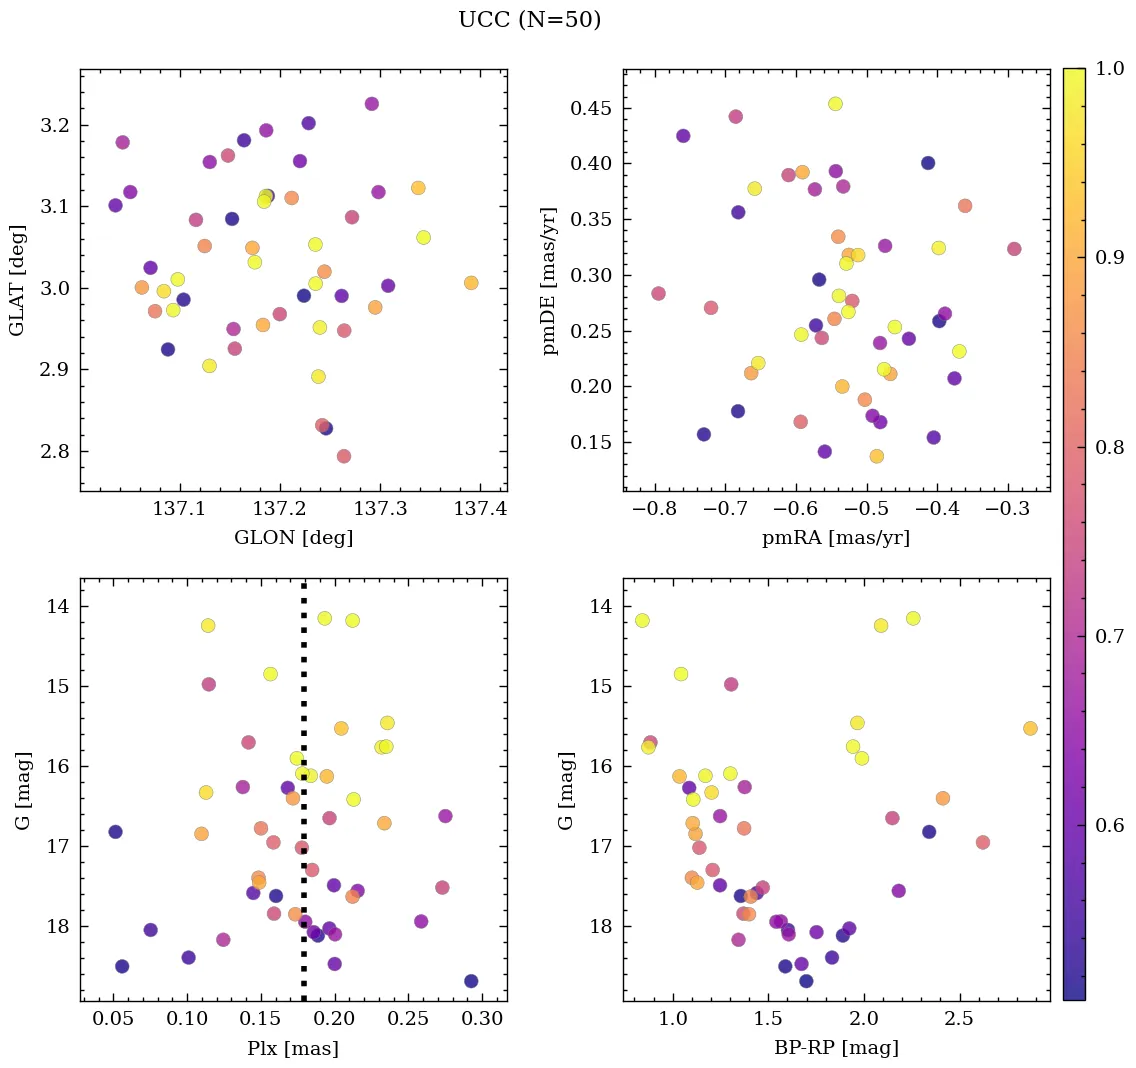 UCC (N=50)
3.2
3.1
3.0
2.9
2.8
GLAT [deg]
137.1 137.2 137.3 137.4
GLON [deg]
0.45
0.40
0.35
0.30
0.25
0.20
0.15
pmDE [mas/yr]
−0.8 −0.7 −0.6 −0.5 −0.4 −0.3
pmRA [mas/yr]
1.0
0.9
0.8
0.7
0.6
14
15
16
17
18
G [mag]
0.05 0.10 0.15 0.20 0.25 0.30
Plx [mas]
14
15
16
17
18
G [mag]
1.0 1.5 2.0 2.5
BP-RP [mag]